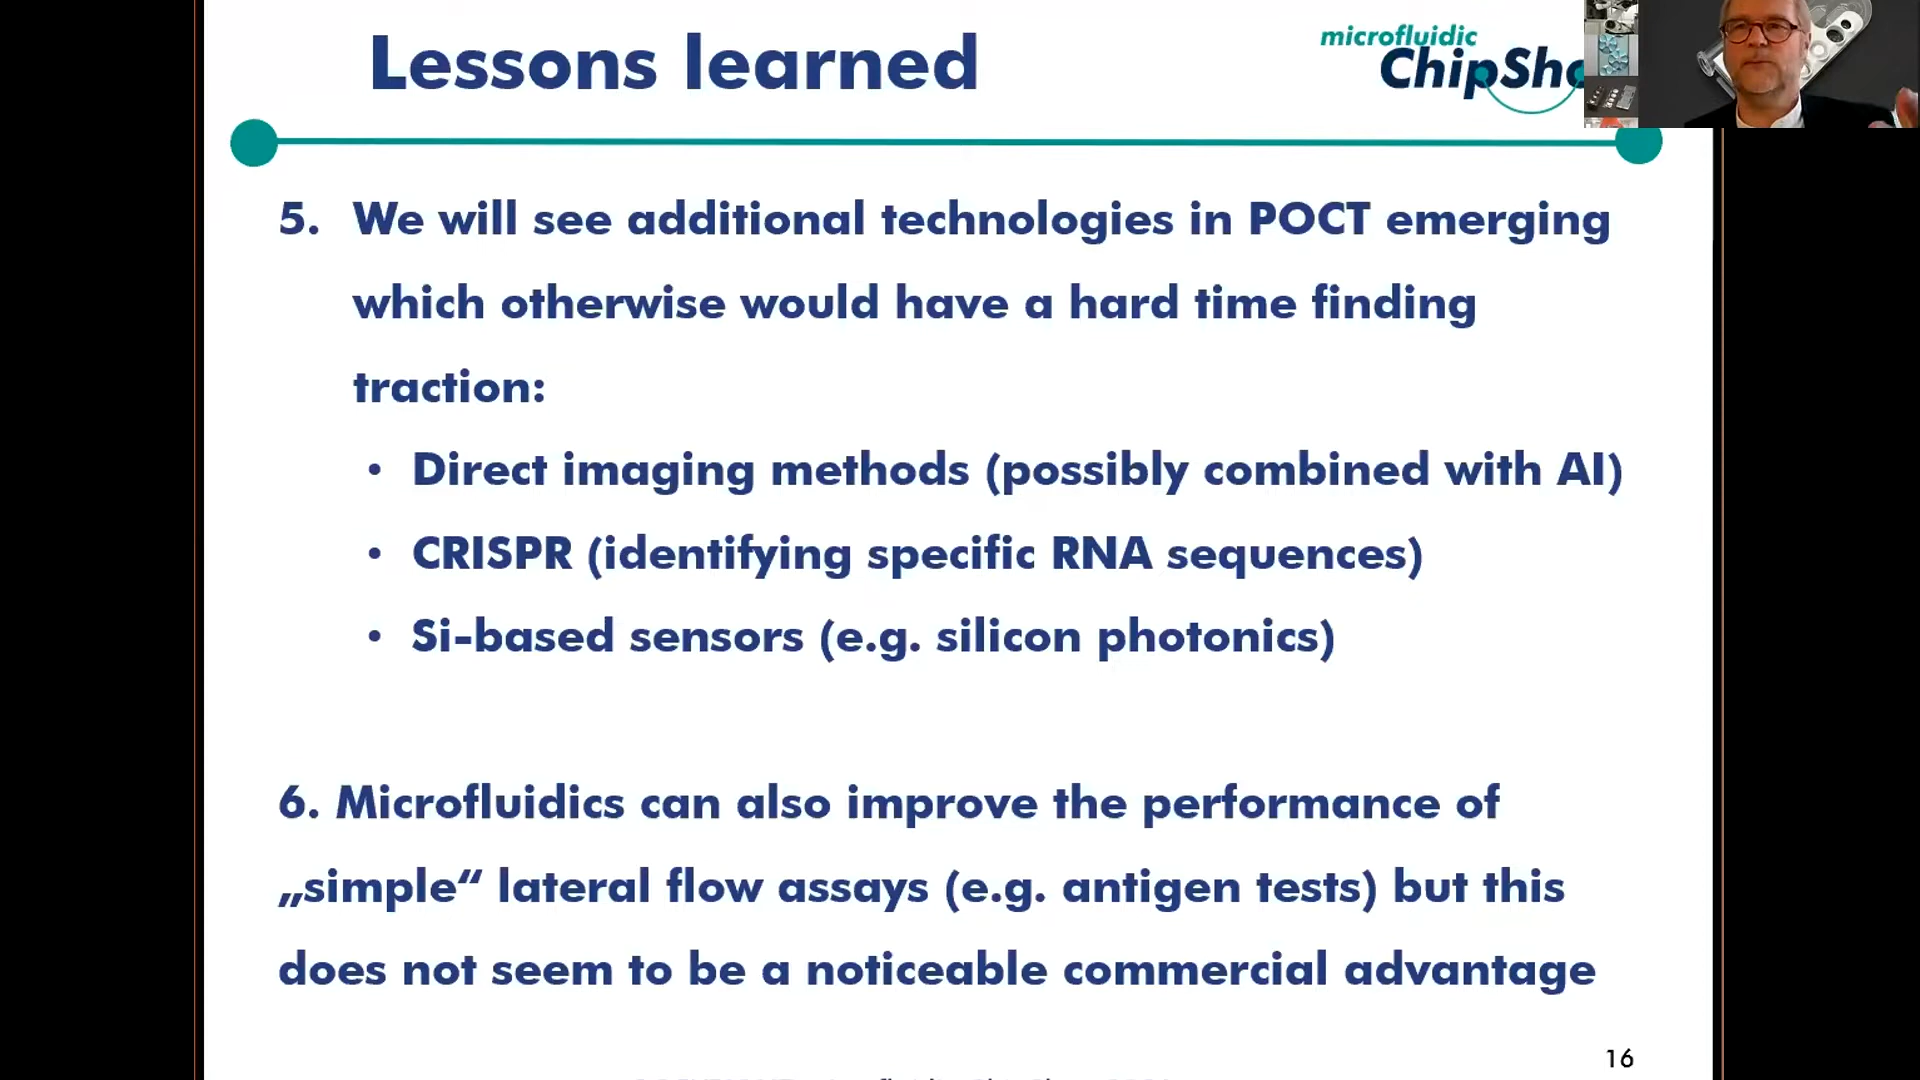 Lessons learned
microfluidic
ChipSho
5. We will see additional technologies in POCT emerging
which otherwise would have a hard time finding
traction:
• Direct imaging methods (possibly combined with AI)
• CRISPR (identifying specific RNA sequences)
• Si-based sensors (e.g. silicon photonics)
6. Microfluidics can also improve the performance of
„simple“ lateral flow assays (e.g. antigen tests) but this
does not seem to be a noticeable commercial advantage
16